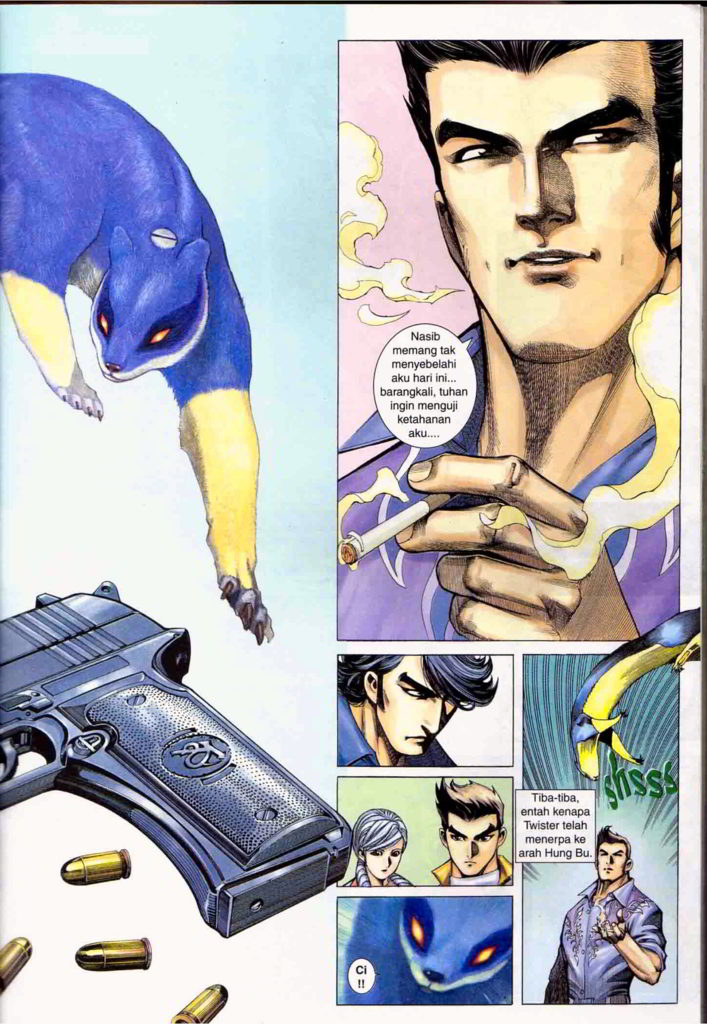 Nasib
memang tak
menyebelahi
aku hari ini...
barangkali, tuhan
ingin menguji
ketahanan
aku....
shsss
Tiba-tiba,
entah kenapa
Twister telah
menerpa ke
arah Hung Bu.
Ci
!!